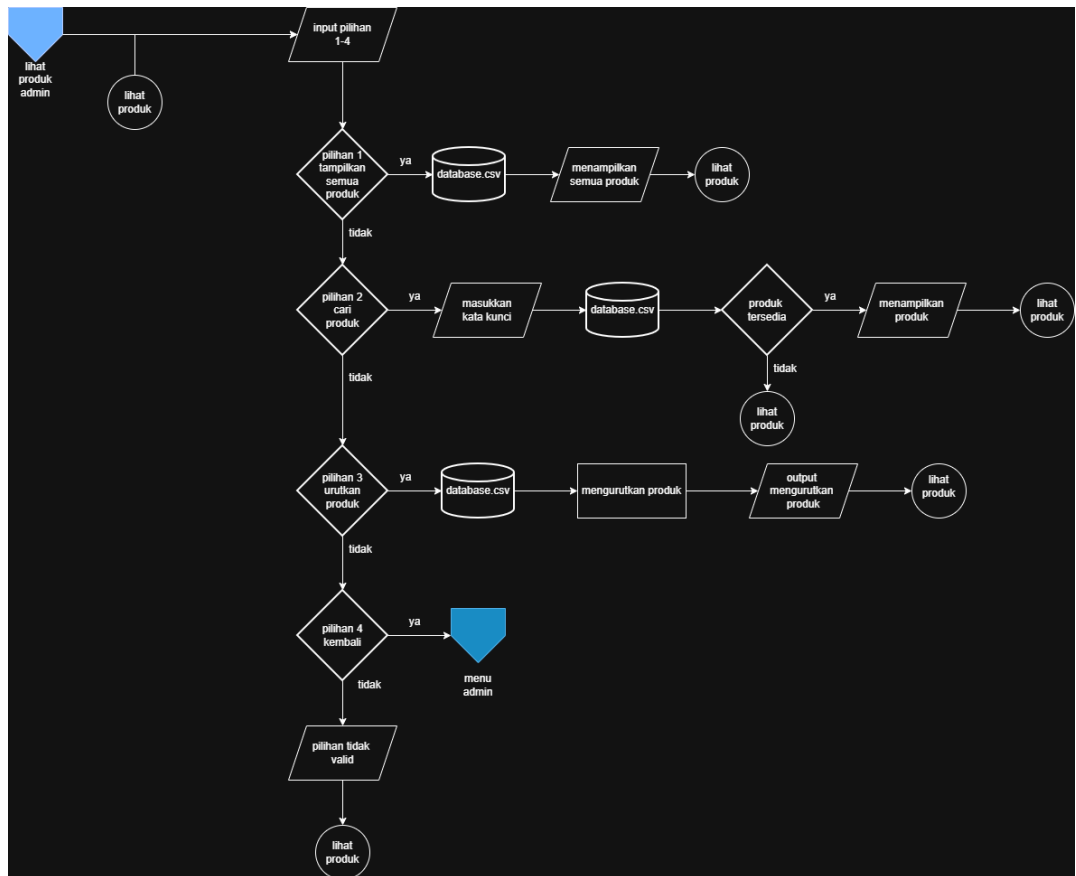 input pilihan
1-4
lihat
produk
admin
lihat
produk
pilihan 1
tampilkan
semua
produk
ya
database.csv
menampilkan
semua produk
lihat
produk
tidak
pilihan 2
cari
produk
ya
masukkan
kata kunci
database.csv
produk
tersedia
ya
menampilkan
produk
lihat
produk
tidak
tidak
lihat
produk
pilihan 3
urutkan
produk
ya
database.csv
mengurutkan produk
output
mengurutkan
produk
lihat
produk
tidak
pilihan 4
kembali
ya
menu
admin
tidak
pilihan tidak
valid
lihat
produk